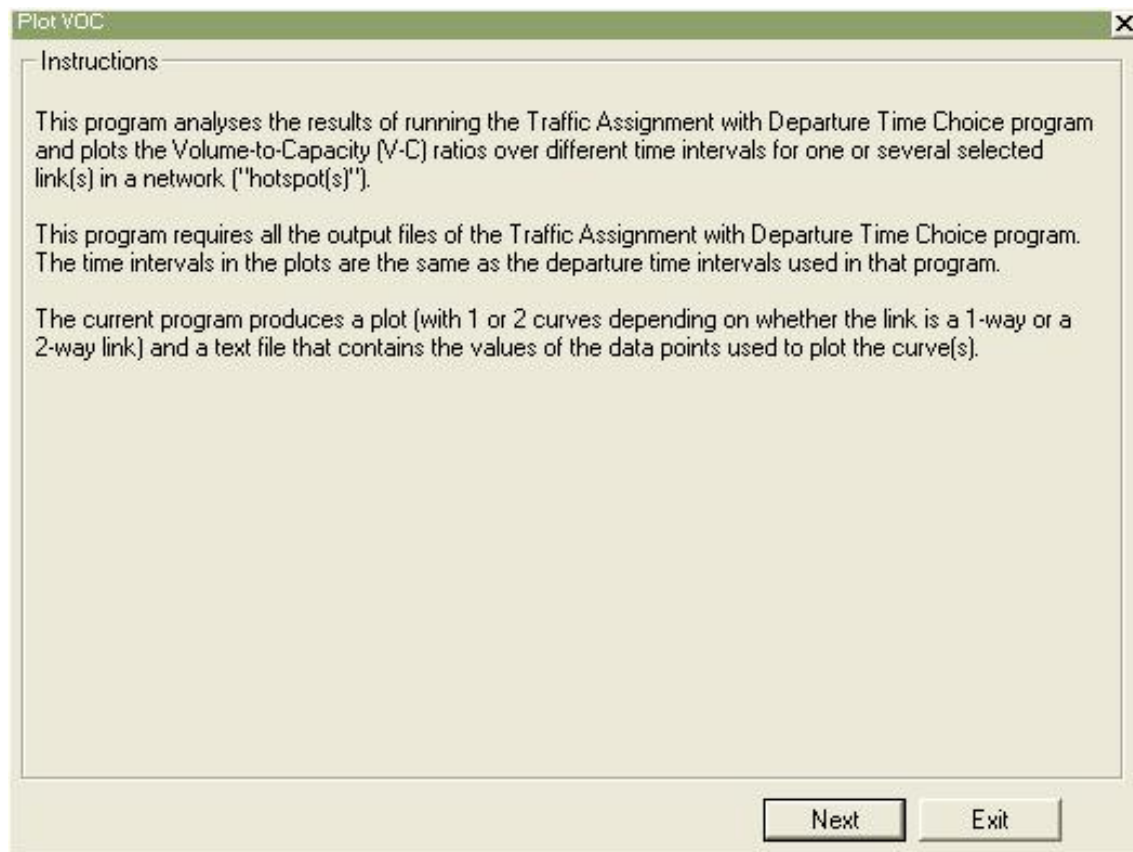 Plot VOC
Instructions
This program analyses the results of running the Traffic Assignment with Departure Time Choice program
and plots the Volume-to-Capacity (V-C) ratios over different time intervals for one or several selected
link(s) in a network ("hotspot(s)").
This program requires all the output files of the Traffic Assignment with Departure Time Choice program.
The time intervals in the plots are the same as the departure time intervals used in that program.
The current program produces a plot (with 1 or 2 curves depending on whether the link is a 1-way or a
2-way link) and a text file that contains the values of the data points used to plot the curve(s).
Next
Exit